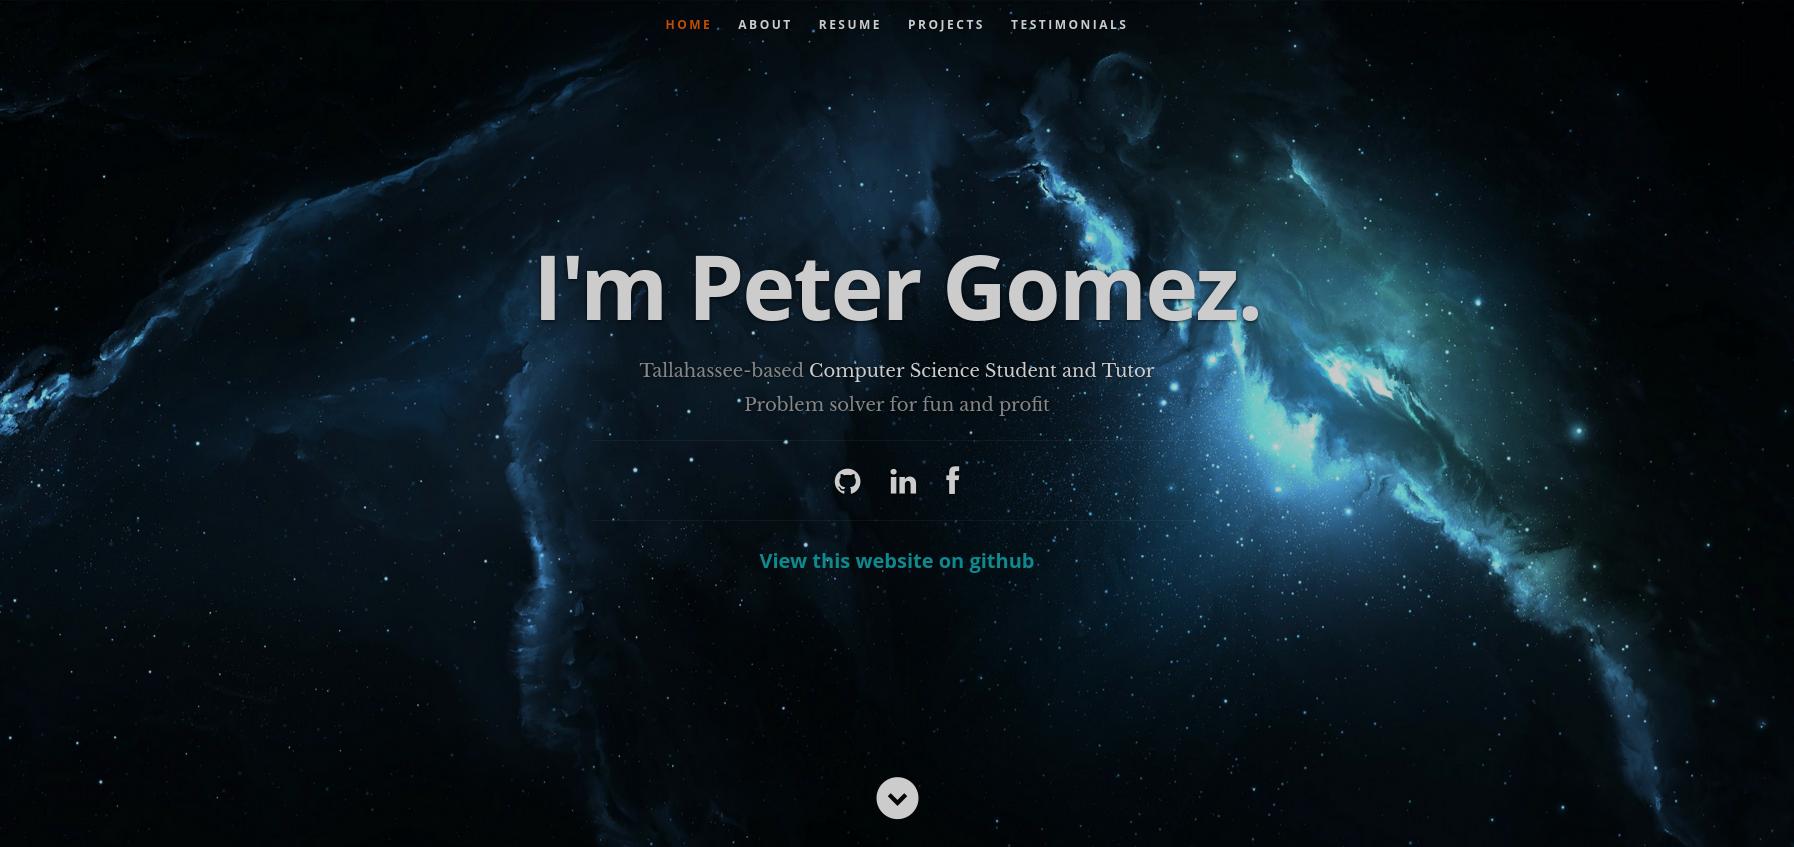 HOME ABOUT RESUME PROJECTS TESTIMONIALS
I'm Peter Gomez.
Tallahassee-based Computer Science Student and Tutor
Problem solver for fun and profit
View this website on github